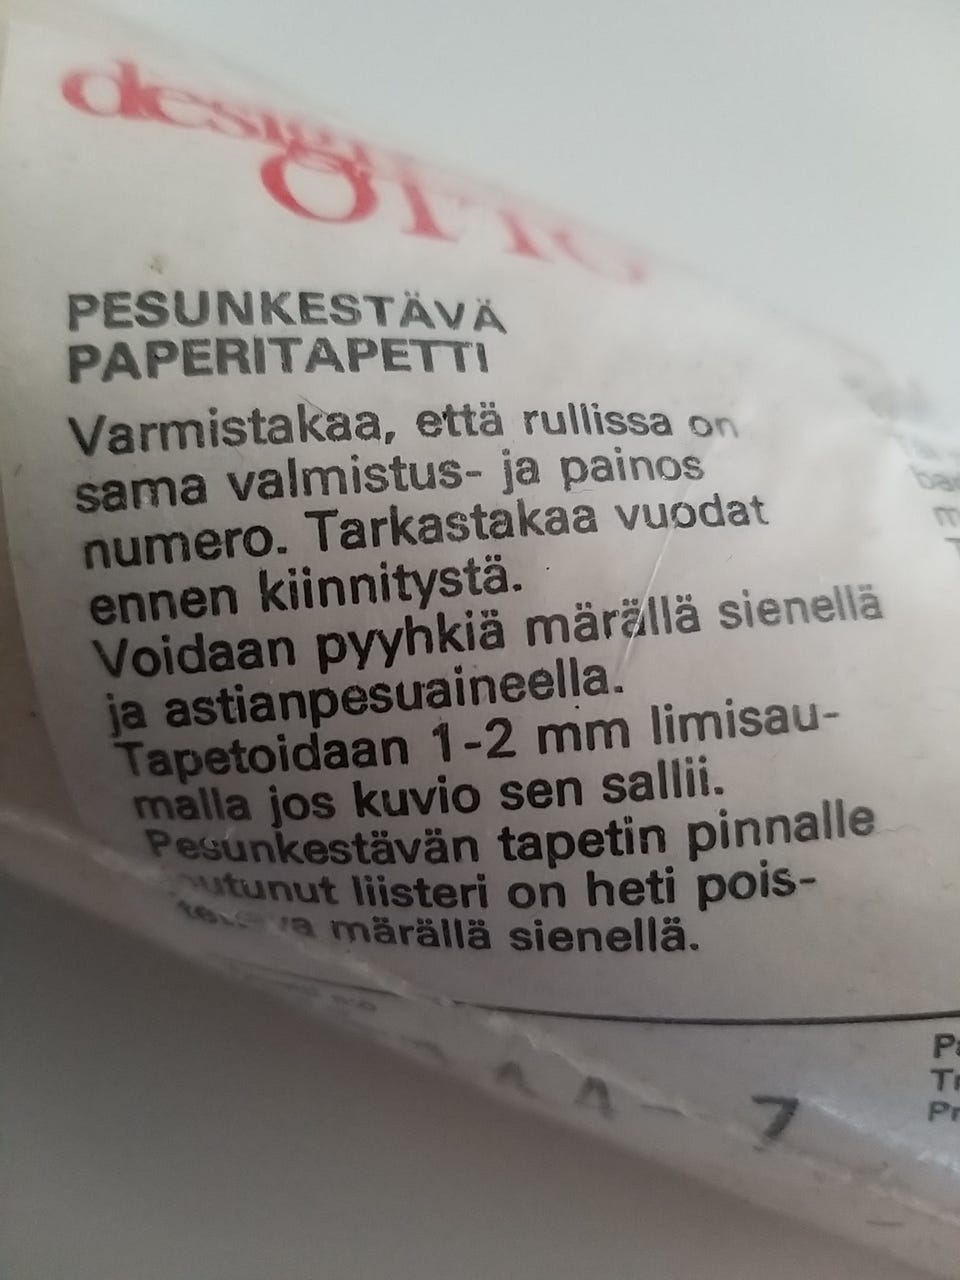 design
OTTO
PESUNKESTÄVÄ
PAPERITAPETTI
Varmistakaa, että rullissa on
sama valmistus- ja painos
numero. Tarkastakaa vuodat
ennen kiinnitystä.
Voidaan pyyhkiä märällä sienellä
ja astianpesuaineella.
Tapetoidaan 1-2 mm limisau-
malla jos kuvio sen sallii.
Pesunkestävän tapetin pinnalle
liisteri on heti pois-
märällä sienellä.
7